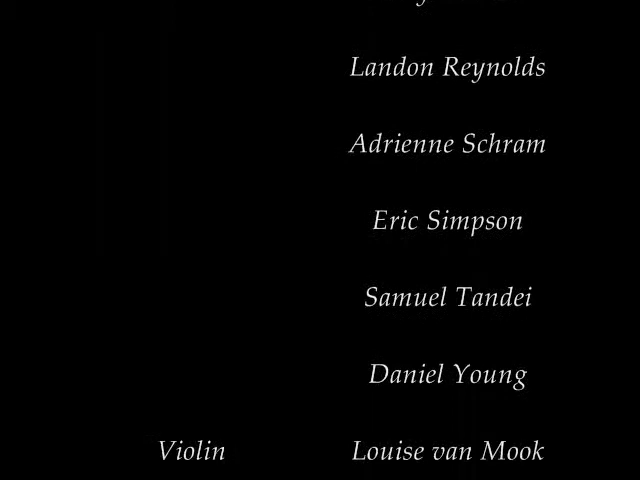 Landon Reynolds
Adrienne Schram
Eric Simpson
Samuel Tandei
Daniel Young
Violin Louise van Mook